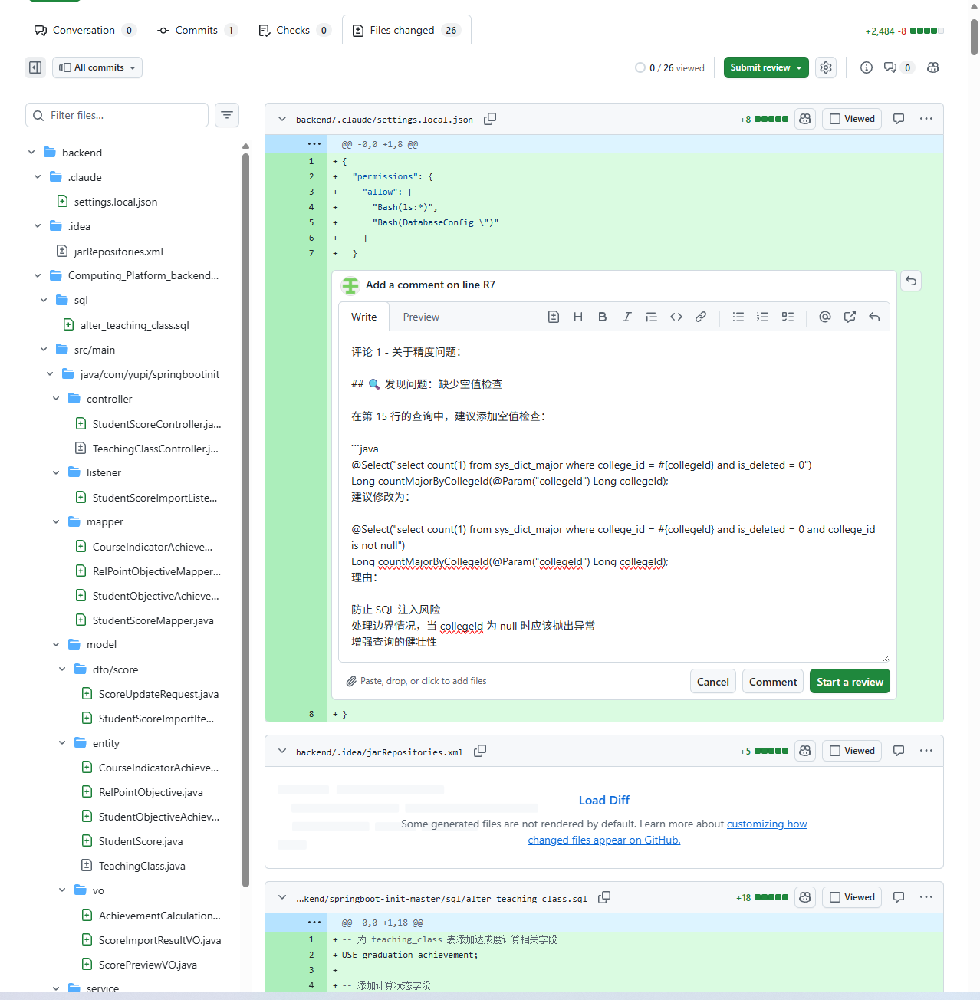 Conversation 0 Commits 1 Checks 0 Files changed 26 +2,484 -8
All commits 0 / 26 viewed Submit review 0
Filter files...
backend
.claude
settings.local.json
.idea
jarRepositories.xml
Computing_Platform_backend...
sql
alter_teaching_class.sql
src/main
java/com/yupi/springbootinit
controller
StudentScoreController.ja...
TeachingClassController.j...
listener
StudentScoreImportListe...
mapper
CourseIndicatorAchieve...
RelPointObjectiveMapper...
StudentObjectiveAchieve...
StudentScoreMapper.java
model
dto/score
ScoreUpdateRequest.java
StudentScoreImportIte...
entity
CourseIndicatorAchieve...
RelPointObjective.java
StudentObjectiveAchiev...
StudentScore.java
TeachingClass.java
vo
AchievementCalculation...
ScoreImportResultVO.java
ScorePreviewVO.java
service
backend/.claude/settings.local.json +8 Viewed
@@ -0,0 +1,8 @@
1 + {
2 + "permissions": {
3 + "allow": [
4 + "Bash(ls:*)",
5 + "Bash(DatabaseConfig \")"
6 + ]
7 + }
Add a comment on line R7
Write Preview
评论 1 - 关于精度问题：
## 🔍 发现问题：缺少空值检查
在第 15 行的查询中，建议添加空值检查：
```java
@Select("select count(1) from sys_dict_major where college_id = #{collegeId} and is_deleted = 0")
Long countMajorByCollegeId(@Param("collegeId") Long collegeId);
建议修改为：
@Select("select count(1) from sys_dict_major where college_id = #{collegeId} and is_deleted = 0 and college_id
is not null")
Long countMajorByCollegeId(@Param("collegeId") Long collegeId);
理由：
防止 SQL 注入风险
处理边界情况，当 collegeId 为 null 时应该抛出异常
增强查询的健壮性
Paste, drop, or click to add files Cancel Comment Start a review
8 + }
backend/.idea/jarRepositories.xml +5 Viewed
Load Diff
Some generated files are not rendered by default. Learn more about customizing how
changed files appear on GitHub.
...kend/springboot-init-master/sql/alter_teaching_class.sql +18 Viewed
@@ -0,0 +1,18 @@
1 + -- 为 teaching_class 表添加达成度计算相关字段
2 + USE graduation_achievement;
3 +
4 + -- 添加计算状态字段